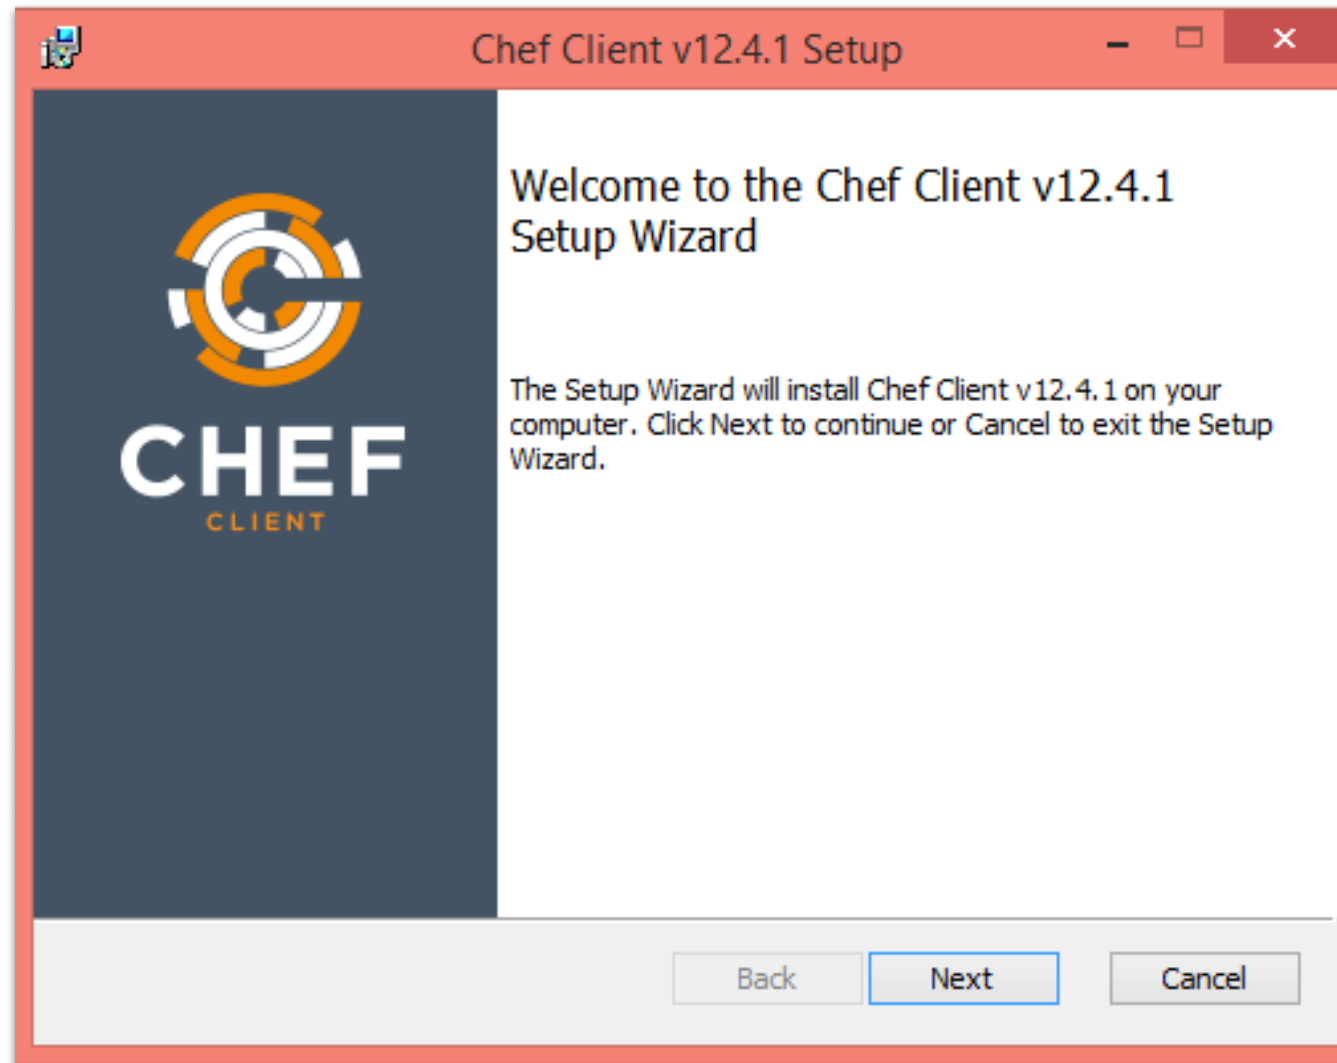 Chef Client v12.4.1 Setup
CHEF
CLIENT
Welcome to the Chef Client v12.4.1
Setup Wizard
The Setup Wizard will install Chef Client v12.4.1 on your
computer. Click Next to continue or Cancel to exit the Setup
Wizard.
Back
Next
Cancel